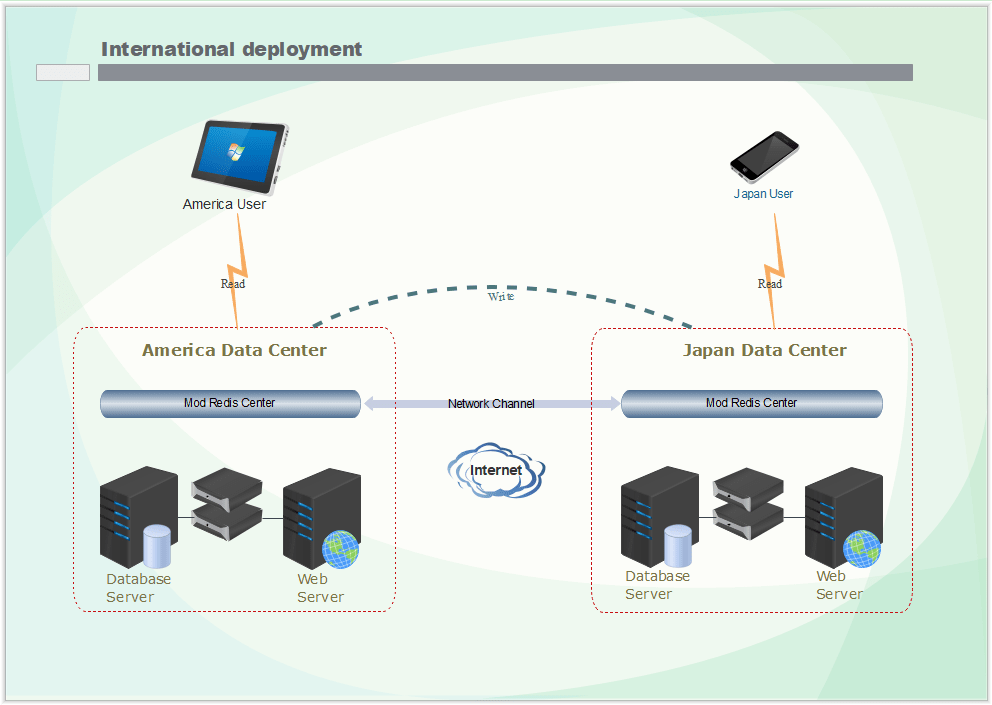 International deployment
America User
Japan User
Read
Read
Write
America Data Center
Japan Data Center
Mod Redis Center
Network Channel
Mod Redis Center
Internet
Database
Server
Web
Server
Database
Server
Web
Server